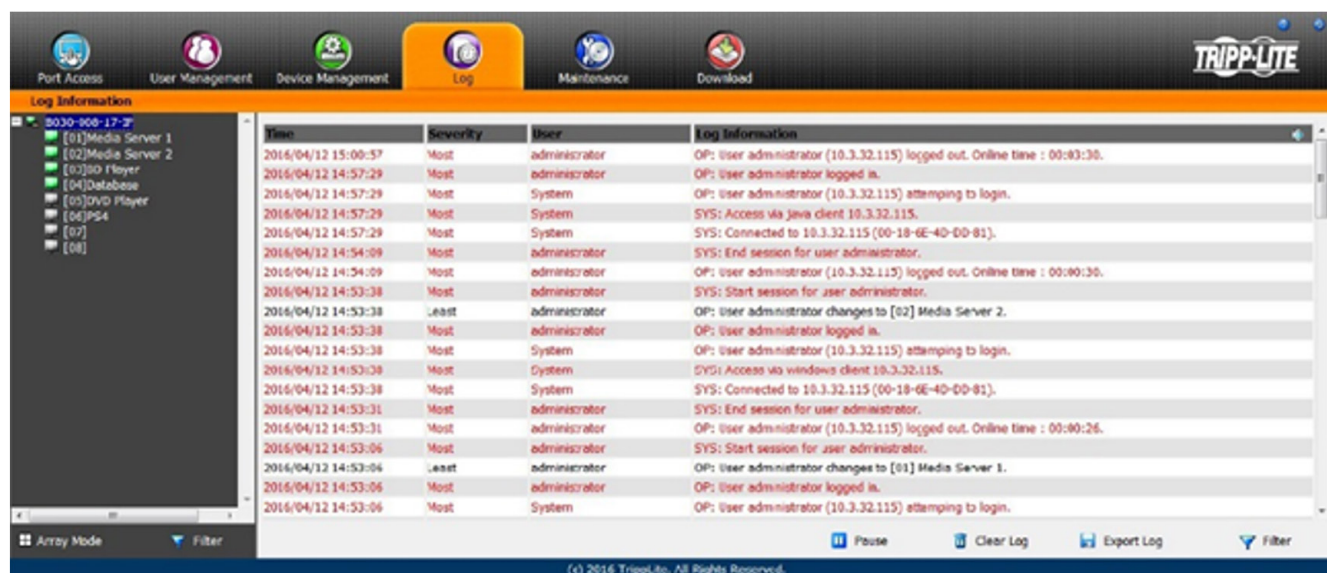 TRIPP·LITE
Port Access User Management Device Management Log Maintenance Download
Log Information
B030-008-17-IP
[01]Media Server 1
[02]Media Server 2
[03]BD Player
[04]Database
[05]DVD Player
[06]PS4
[07]
[08]
Time Severity User Log Information
2016/04/12 15:00:57 Most administrator OP: User administrator (10.3.32.115) logged out. Online time : 00:03:30.
2016/04/12 14:57:29 Most administrator OP: User administrator logged in.
2016/04/12 14:57:29 Most System OP: User administrator (10.3.32.115) attemping to login.
2016/04/12 14:57:29 Most System SYS: Access via java client 10.3.32.115.
2016/04/12 14:57:29 Most System SYS: Connected to 10.3.32.115 (00-18-6E-4D-DD-81).
2016/04/12 14:54:09 Most administrator SYS: End session for user administrator.
2016/04/12 14:54:09 Most administrator OP: User administrator (10.3.32.115) logged out. Online time : 00:00:30.
2016/04/12 14:53:38 Most administrator SYS: Start session for user administrator.
2016/04/12 14:53:38 Least administrator OP: User administrator changes to [02] Media Server 2.
2016/04/12 14:53:38 Most administrator OP: User administrator logged in.
2016/04/12 14:53:38 Most System OP: User administrator (10.3.32.115) attemping to login.
2016/04/12 14:53:38 Most System SYS: Access via windows client 10.3.32.115.
2016/04/12 14:53:38 Most System SYS: Connected to 10.3.32.115 (00-18-6E-4D-DD-81).
2016/04/12 14:53:31 Most administrator SYS: End session for user administrator.
2016/04/12 14:53:31 Most administrator OP: User administrator (10.3.32.115) logged out. Online time : 00:00:26.
2016/04/12 14:53:06 Most administrator SYS: Start session for user administrator.
2016/04/12 14:53:06 Least administrator OP: User administrator changes to [01] Media Server 1.
2016/04/12 14:53:06 Most administrator OP: User administrator logged in.
2016/04/12 14:53:06 Most System OP: User administrator (10.3.32.115) attemping to login.
Array Mode Filter Pause Clear Log Export Log Filter
(c) 2016 TrippLite. All Rights Reserved.